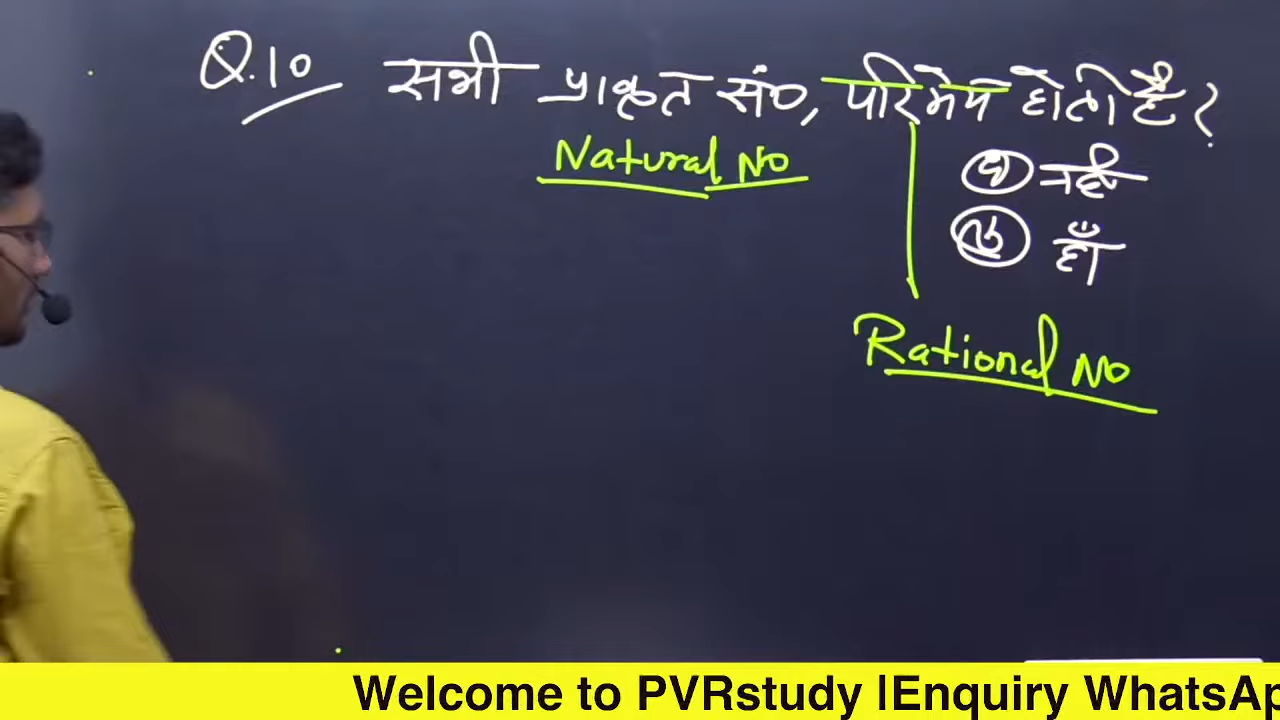 Q.10 सभी प्राकृत सं०, परिमेय होती है?
Natural No
नहीं
हाँ
Rational No
Welcome to PVRstudy |Enquiry WhatsAp